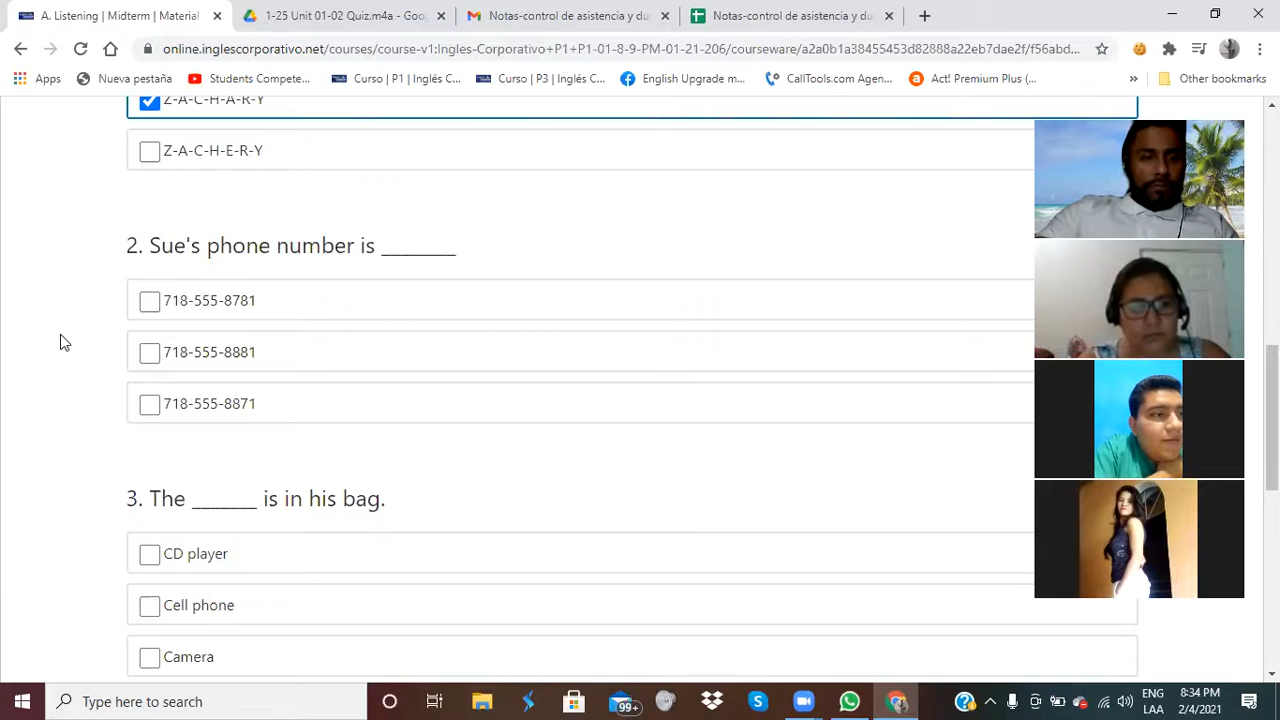 A. Listening | Midterm | Material
1-25 Unit 01-02 Quiz.m4a - Goo
Notas-control de asistencia y du
Notas-control de asistencia y du
online.inglescorporativo.net/courses/course-v1:Ingles-Corporativo+P1+P1-01-8-9-PM-01-21-206/courseware/a2a0b1a38455453d82888a22eb7dae2f/f56abd...
Apps
Nueva pestaña
Students Compete...
Curso | P1 | Inglés C...
Curso | P3 | Inglés C...
English Upgrade m...
CallTools.com Agen...
Act! Premium Plus (...
Other bookmarks
Z-A-C-H-A-R-Y
Z-A-C-H-E-R-Y
2. Sue's phone number is ________
718-555-8781
718-555-8881
718-555-8871
3. The _______ is in his bag.
CD player
Cell phone
Camera
Type here to search
99+
ENG
LAA
8:34 PM
2/4/2021